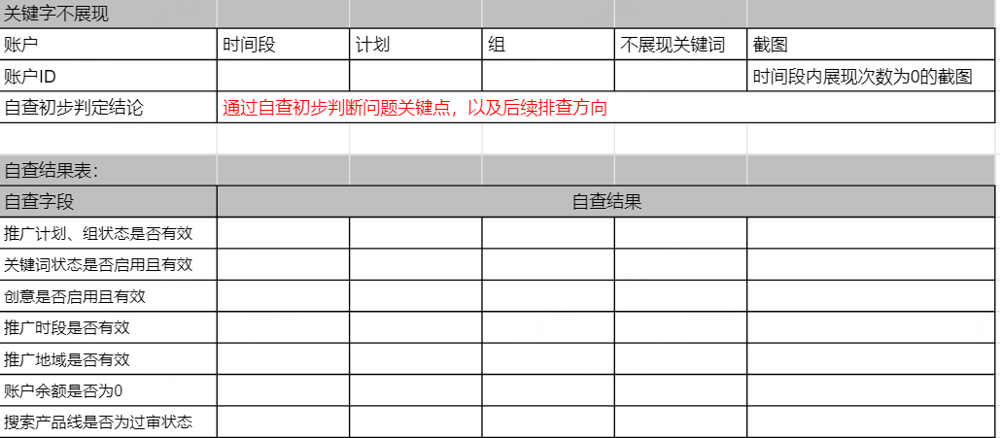 关键字不展现
账户 时间段 计划 组 不展现关键词 截图
账户ID 时间段内展现次数为0的截图
自查初步判定结论 通过自查初步判断问题关键点，以及后续排查方向
自查结果表：
自查字段 自查结果
推广计划、组状态是否有效
关键词状态是否启用且有效
创意是否启用且有效
推广时段是否有效
推广地域是否有效
账户余额是否为0
搜索产品线是否为过审状态